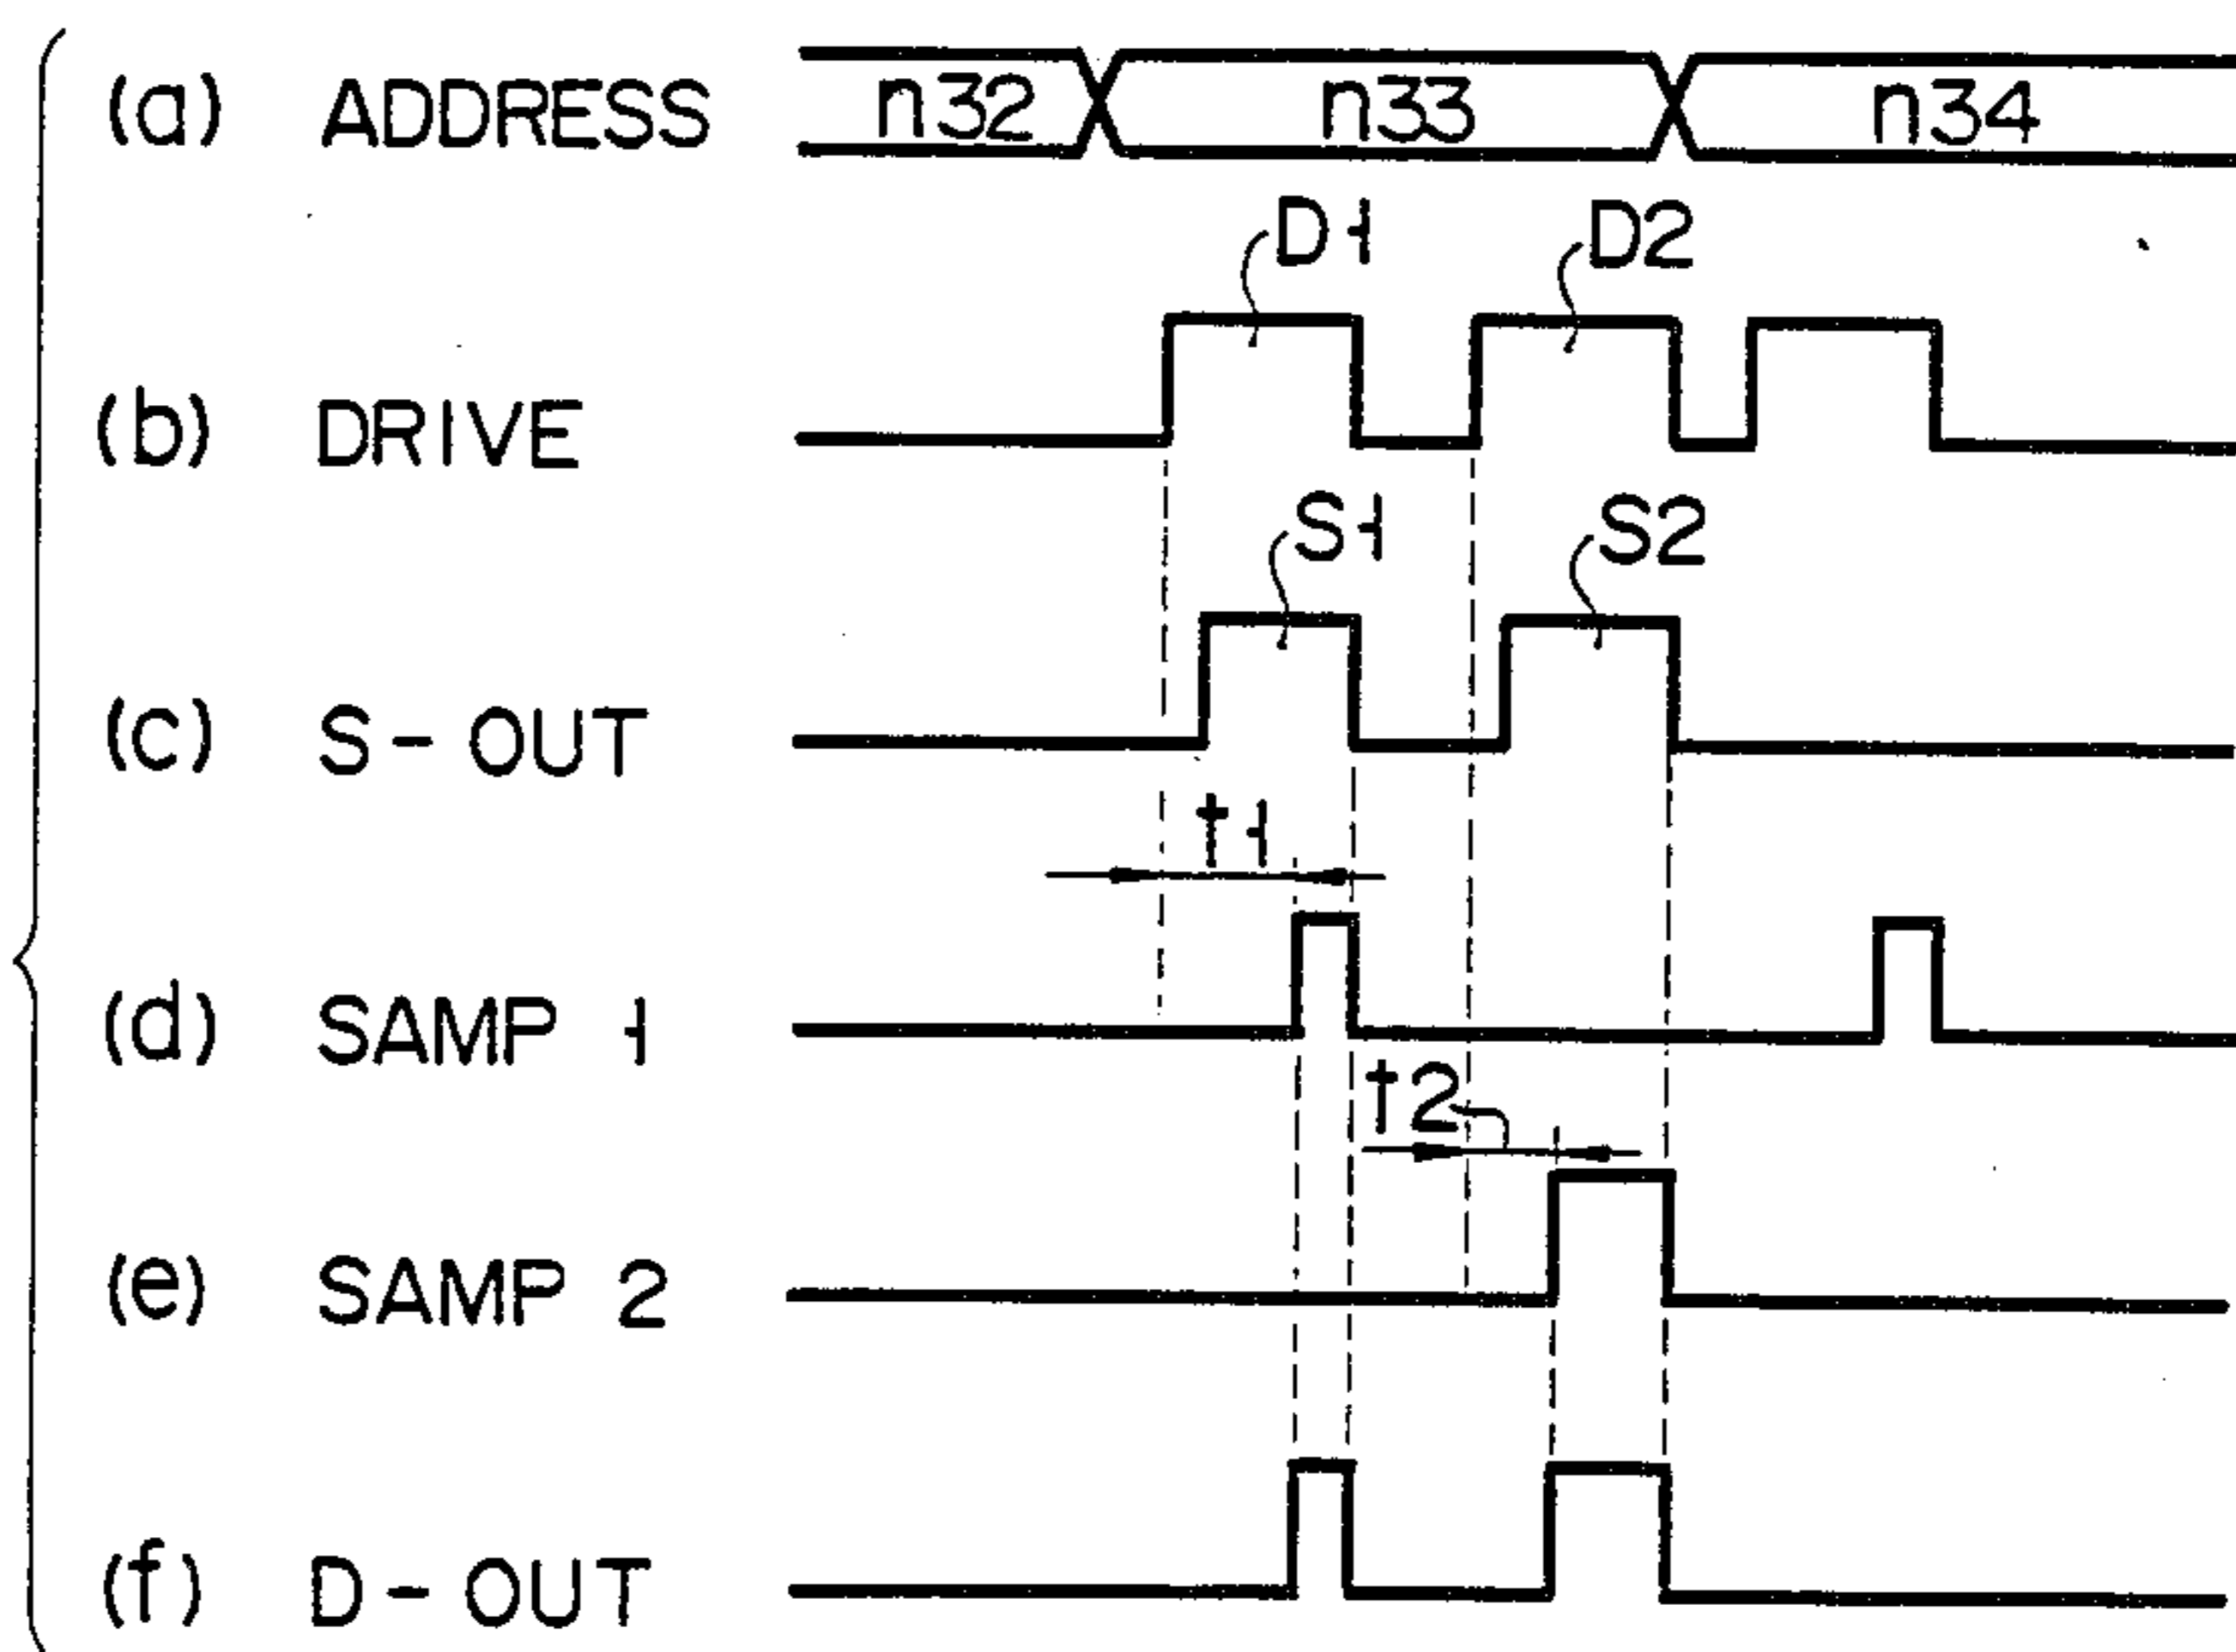 (a) ADDRESS n32 n33 n34
D1 D2
(b) DRIVE
S1 S2
(c) S-OUT
t1
(d) SAMP 1
t2
(e) SAMP 2
(f) D-OUT